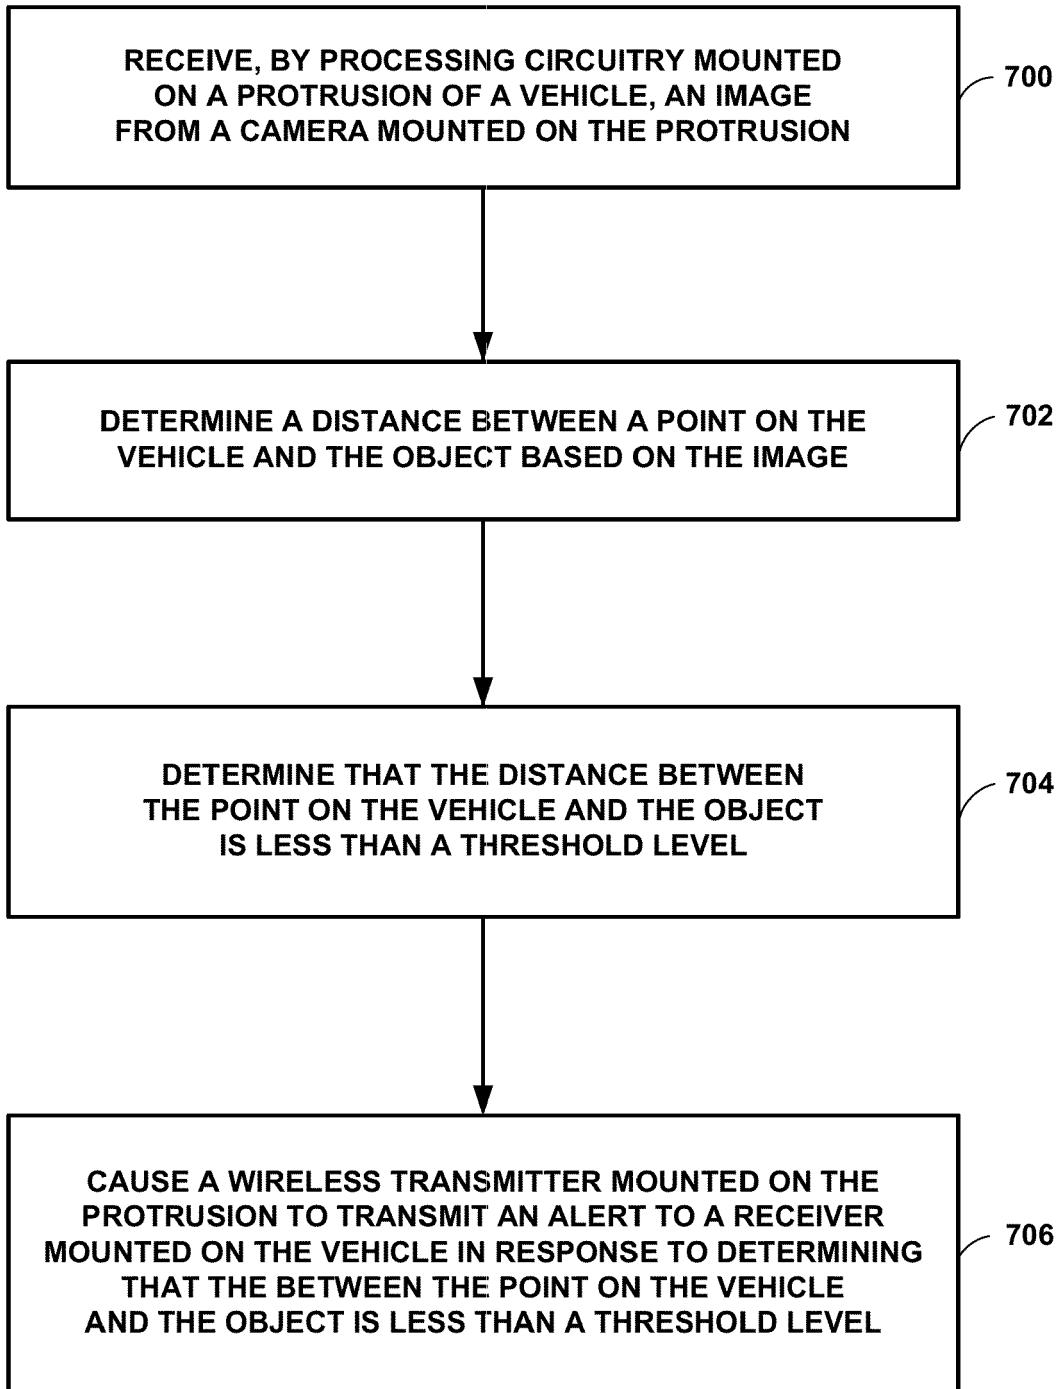 RECEIVE, BY PROCESSING CIRCUITRY MOUNTED
ON A PROTRUSION OF A VEHICLE, AN IMAGE
FROM A CAMERA MOUNTED ON THE PROTRUSION
700
DETERMINE A DISTANCE BETWEEN A POINT ON THE
VEHICLE AND THE OBJECT BASED ON THE IMAGE
702
DETERMINE THAT THE DISTANCE BETWEEN
THE POINT ON THE VEHICLE AND THE OBJECT
IS LESS THAN A THRESHOLD LEVEL
704
CAUSE A WIRELESS TRANSMITTER MOUNTED ON THE
PROTRUSION TO TRANSMIT AN ALERT TO A RECEIVER
MOUNTED ON THE VEHICLE IN RESPONSE TO DETERMINING
THAT THE BETWEEN THE POINT ON THE VEHICLE
AND THE OBJECT IS LESS THAN A THRESHOLD LEVEL
706